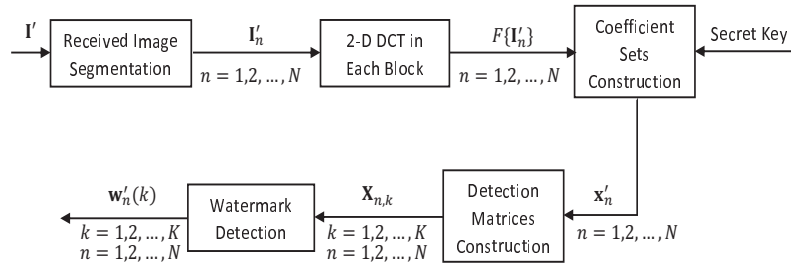 I′
Received Image
Segmentation
I′ₙ
n = 1,2, …, N
2-D DCT in
Each Block
F{I′ₙ}
n = 1,2, …, N
Coefficient
Sets
Construction
Secret Key
w′ₙ(k)
k = 1,2, …, K
n = 1,2, …, N
Watermark
Detection
Xₙ,ₖ
k = 1,2, …, K
n = 1,2, …, N
Detection
Matrices
Construction
x′ₙ
n = 1,2, …, N